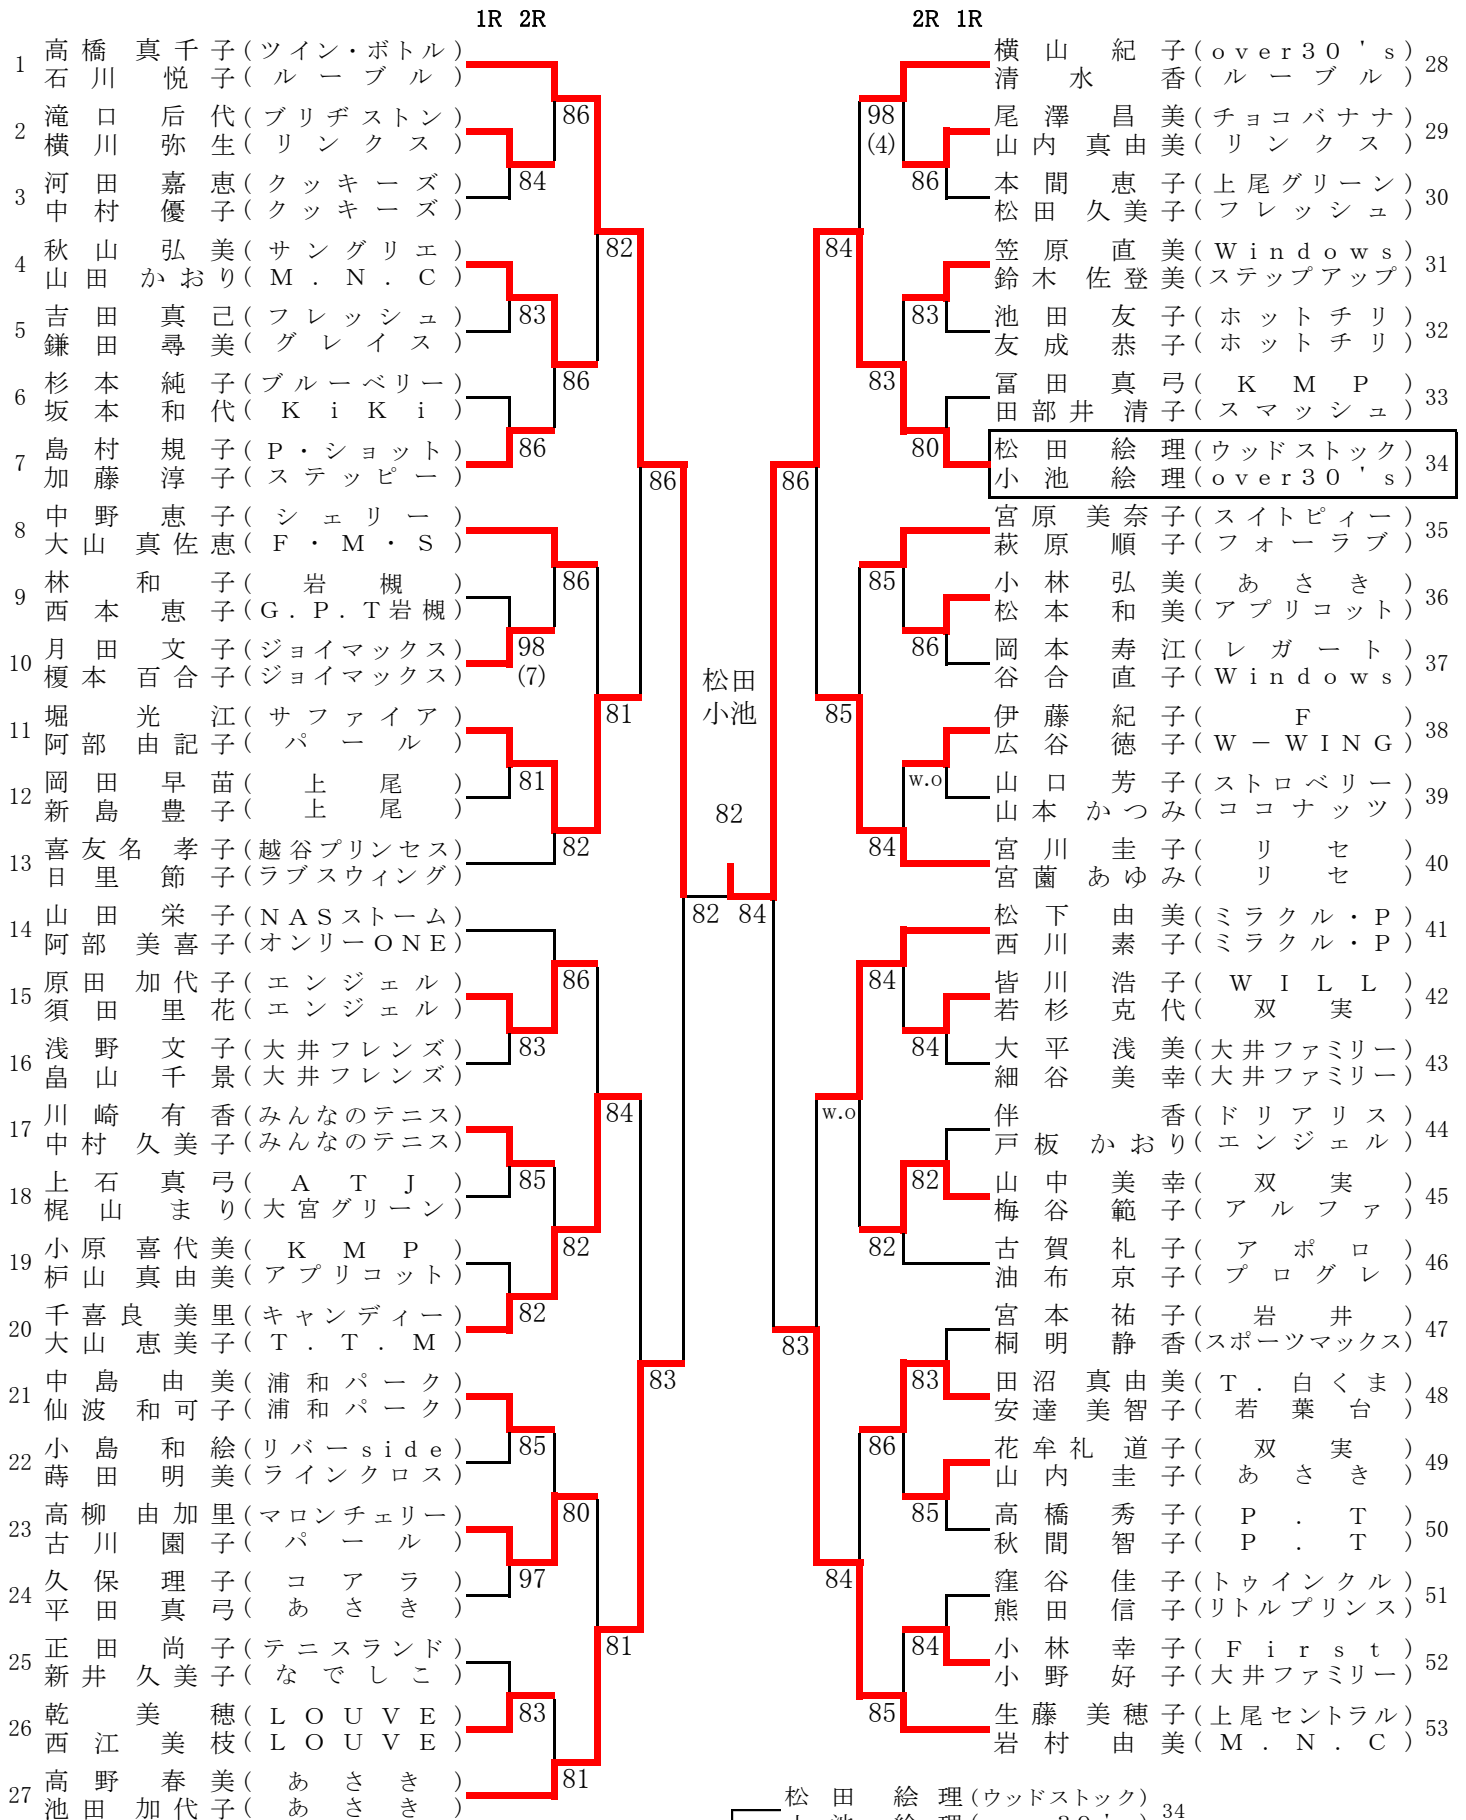 1R 2R
2R 1R
1 高橋 真千子(ツイン・ボトル)
石川 悦子(ルーブル)
2 滝口 后代(ブリヂストン)
横川 弥生(リンクス)
3 河田 嘉恵(クッキーズ)
中村 優子(クッキーズ)
4 秋山 弘美(サングリエ)
山田 かおり(M.N.C)
5 吉田 真己(フレッシュ)
鎌田 尋美(グレイス)
6 杉本 純子(ブルーベリー)
坂本 和代(KiKi)
7 島村 規子(P・ショット)
加藤 淳子(ステッピー)
8 中野 恵子(シェリー)
大山 真佐恵(F・M・S)
9 林 和子(岩槻)
西本 恵子(G.P.T岩槻)
10 月田 文子(ジョイマックス)
榎本 百合子(ジョイマックス)
11 堀 光江(サファイア)
阿部 由記子(パール)
12 岡田 早苗(上尾)
新島 豊子(上尾)
13 喜友名 孝子(越谷プリンセス)
日里 節子(ラブスウィング)
14 山田 栄子(NASストーム)
阿部 美喜子(オンリーONE)
15 原田 加代子(エンジェル)
須田 里花(エンジェル)
16 浅野 文子(大井フレンズ)
畠山 千景(大井フレンズ)
17 川崎 有香(みんなのテニス)
中村 久美子(みんなのテニス)
18 上石 真弓(ATJ)
梶山 まり(大宮グリーン)
19 小原 喜代美(KMP)
枦山 真由美(アプリコット)
20 千喜良 美里(キャンディー)
大山 恵美子(T.T.M)
21 中島 由美(浦和パーク)
仙波 和可子(浦和パーク)
22 小島 和絵(リバーside)
蒔田 明美(ラインクロス)
23 高柳 由加里(マロンチェリー)
古川 園子(パール)
24 久保 理子(コアラ)
平田 真弓(あさき)
25 正田 尚子(テニスランド)
新井 久美子(なでしこ)
26 乾 美穂(LOUVE)
西江 美枝(LOUVE)
27 高野 春美(あさき)
池田 加代子(あさき)
84
83
86
98
(7)
81
83
85
82
85
97
83
86
86
86
82
86
82
80
81
82
81
84
81
86
83
82
84
松田
小池
82
86
83
84
85
w.o
84
98
(4)
83
85
84
84
82
86
85
86
83
80
86
w.o
84
82
83
85
84
横山 紀子(over30's) 28
清水 香(ルーブル)
尾澤 昌美(チョコバナナ) 29
山内 真由美(リンクス)
本間 恵子(上尾グリーン) 30
松田 久美子(フレッシュ)
笠原 直美(Windows) 31
鈴木 佐登美(ステップアップ)
池田 友子(ホットチリ) 32
友成 恭子(ホットチリ)
冨田 真弓(KMP) 33
田部井 清子(スマッシュ)
松田 絵理(ウッドストック) 34
小池 絵理(over30's)
宮原 美奈子(スイトピィー) 35
萩原 順子(フォーラブ)
小林 弘美(あさき) 36
松本 和美(アプリコット)
岡本 寿江(レガート) 37
谷合 直子(Windows)
伊藤 紀子(F) 38
広谷 徳子(W－WING)
山口 芳子(ストロベリー) 39
山本 かつみ(ココナッツ)
宮川 圭子(リセ) 40
宮薗 あゆみ(リセ)
松下 由美(ミラクル・P) 41
西川 素子(ミラクル・P)
皆川 浩子(WILL) 42
若杉 克代(双実)
大平 浅美(大井ファミリー) 43
細谷 美幸(大井ファミリー)
伴 香(ドリアリス) 44
戸板 かおり(エンジェル)
山中 美幸(双実) 45
梅谷 範子(アルファ)
古賀 礼子(アポロ) 46
油布 京子(プログレ)
宮本 祐子(岩井) 47
桐明 静香(スポーツマックス)
田沼 真由美(T.白くま) 48
安達 美智子(若葉台)
花牟礼 道子(双実) 49
山内 圭子(あさき)
高橋 秀子(P.T) 50
秋間 智子(P.T)
窪谷 佳子(トゥインクル) 51
熊田 信子(リトルプリンス)
小林 幸子(First) 52
小野 好子(大井ファミリー)
生藤 美穂子(上尾セントラル) 53
岩村 由美(M.N.C)
松田 絵理(ウッドストック) 34